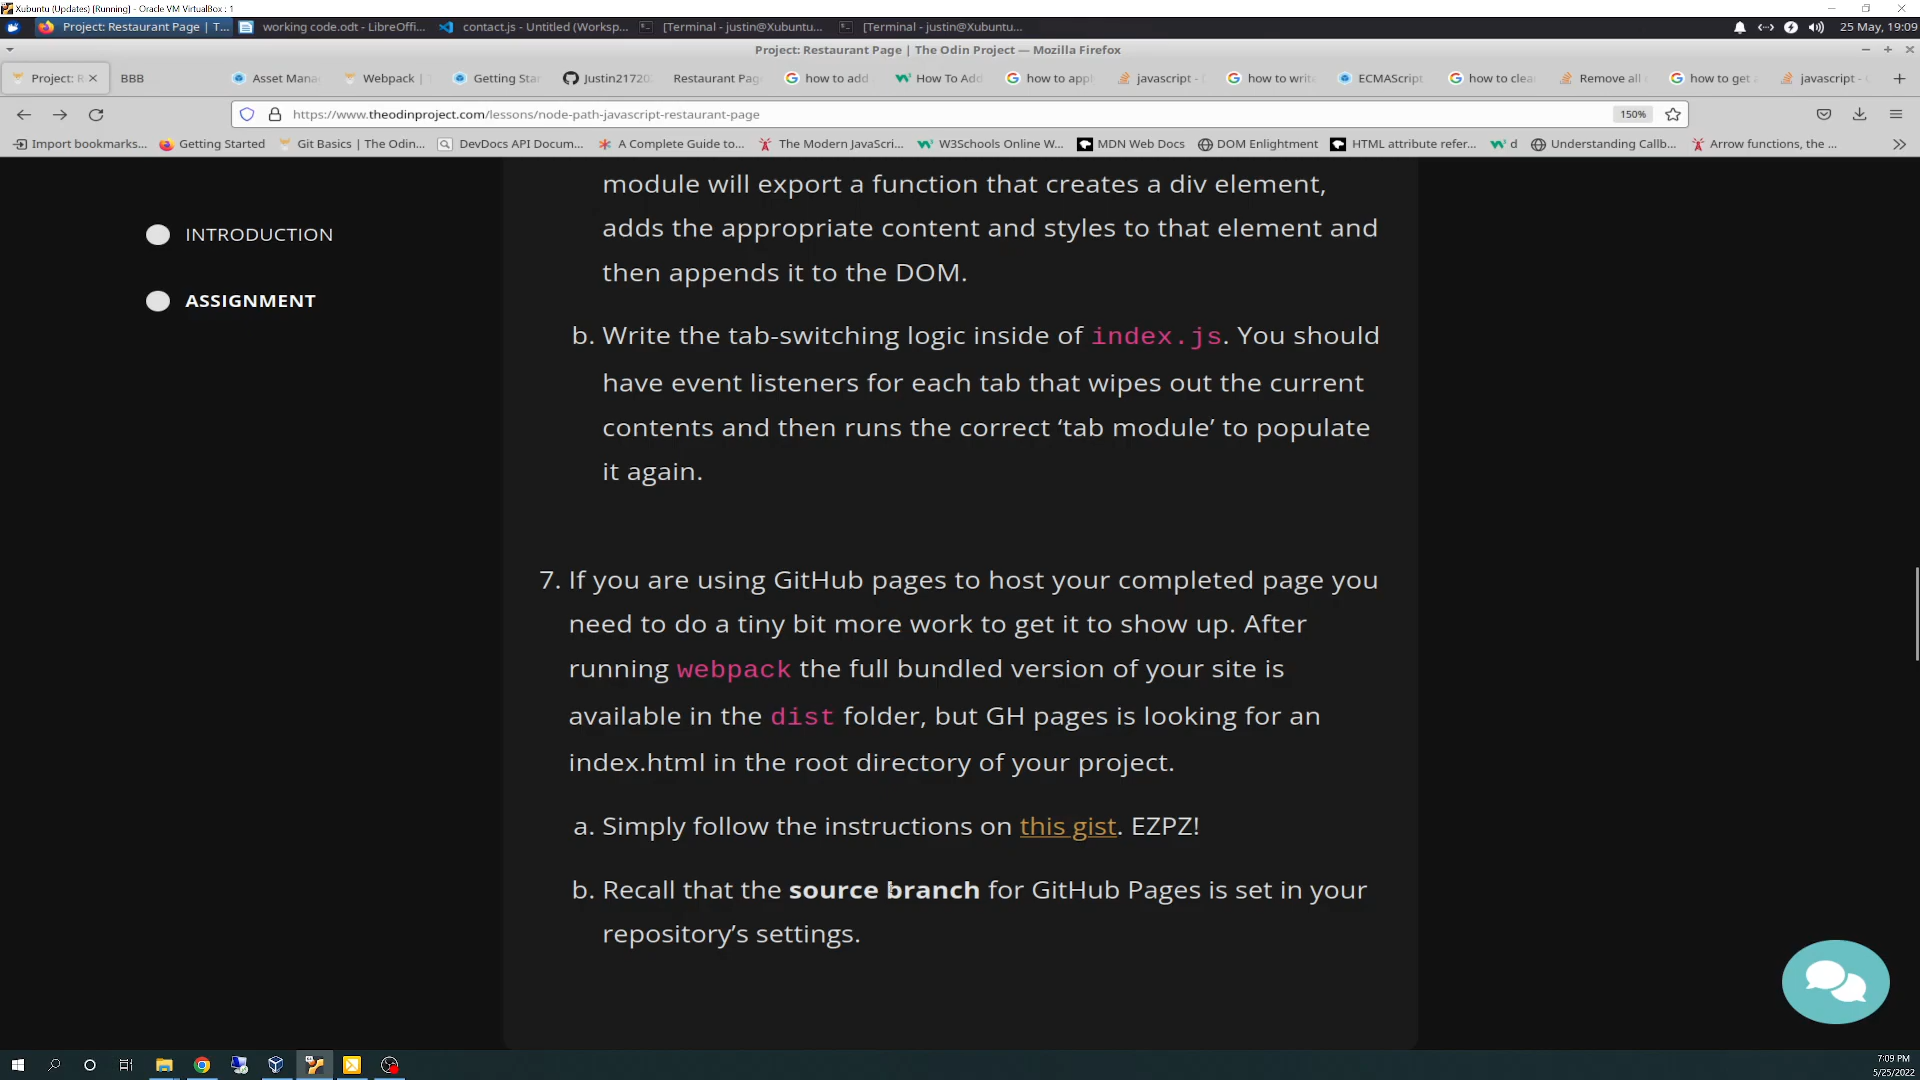 Xubuntu (Updates) [Running] - Oracle VM VirtualBox : 1
Project: Restaurant Page | T...
working code.odt - LibreOffi...
contact.js - Untitled (Worksp...
[Terminal - justin@Xubuntu...
[Terminal - justin@Xubuntu...
25 May, 19:09
Project: Restaurant Page | The Odin Project — Mozilla Firefox
Project: R
BBB
Asset Mana
Webpack |
Getting Star
Justin21720
Restaurant Pag
how to add
How To Add
how to appl
javascript -
how to write
ECMAScript
how to clea
Remove all
how to get
javascript -
https://www.theodinproject.com/lessons/node-path-javascript-restaurant-page
150%
Import bookmarks...
Getting Started
Git Basics | The Odin...
DevDocs API Docum...
A Complete Guide to...
The Modern JavaScri...
W3Schools Online W...
MDN Web Docs
DOM Enlightment
HTML attribute refer...
d
Understanding Callb...
Arrow functions, the ...
INTRODUCTION
ASSIGNMENT
module will export a function that creates a div element,
adds the appropriate content and styles to that element and
then appends it to the DOM.
b. Write the tab-switching logic inside of index.js. You should
have event listeners for each tab that wipes out the current
contents and then runs the correct ‘tab module’ to populate
it again.
7. If you are using GitHub pages to host your completed page you
need to do a tiny bit more work to get it to show up. After
running webpack the full bundled version of your site is
available in the dist folder, but GH pages is looking for an
index.html in the root directory of your project.
a. Simply follow the instructions on this gist. EZPZ!
b. Recall that the source branch for GitHub Pages is set in your
repository’s settings.
7:09 PM
5/25/2022